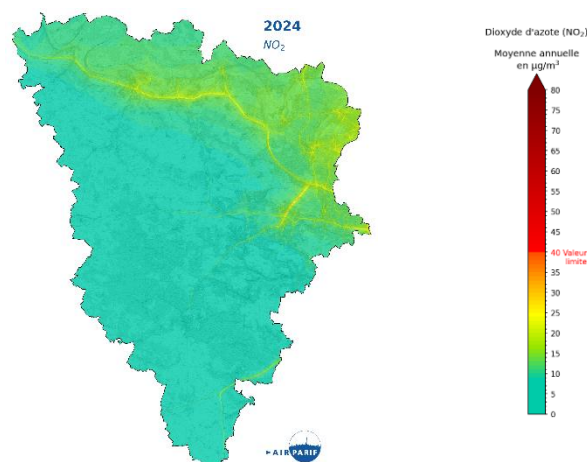 2024
NO₂
Dioxyde d'azote (NO₂)
Moyenne annuelle
en µg/m³
80
75
70
65
60
55
50
45
40 Valeur
limite
35
30
25
20
15
10
5
0
AIRPARIF